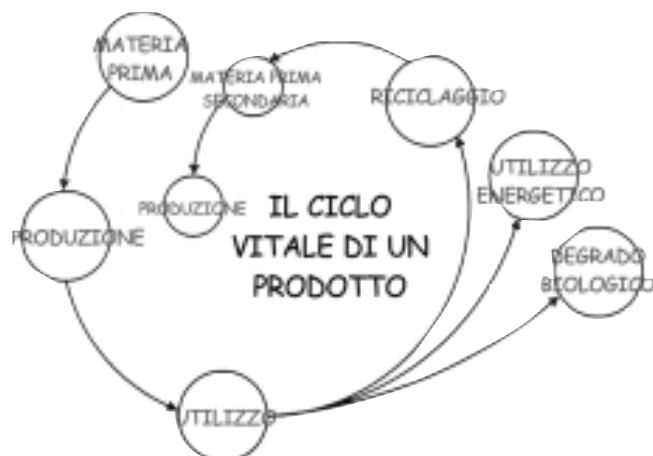 MATERIA
PRIMA
MATERIA PRIMA
SECONDARIA
RICICLAGGIO
UTILIZZO
ENERGETICO
PRODUZIONE
PRODUZIONE
IL CICLO
VITALE DI UN
PRODOTTO
DEGRADO
BIOLOGICO
UTILIZZO